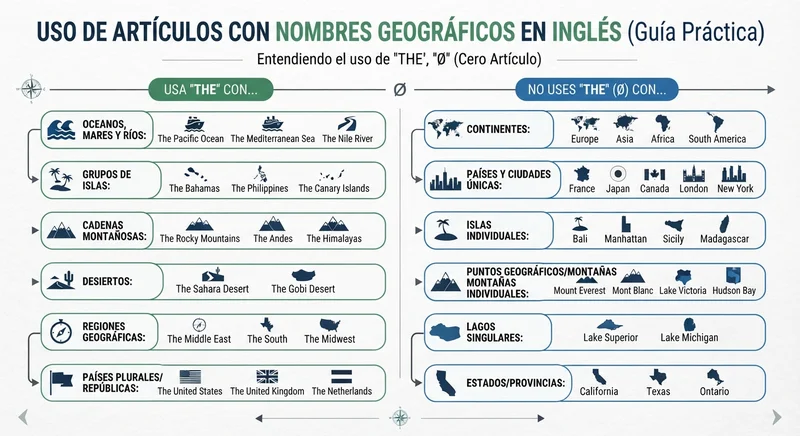 USO DE ARTÍCULOS CON NOMBRES GEOGRÁFICOS EN INGLÉS (Guía Práctica)
Entendiendo el uso de "THE", "Ø" (Cero Artículo)
USA "THE" CON...
Ø
NO USES "THE" (Ø) CON...
OCEANOS,
MARES Y RÍOS:
The Pacific Ocean
The Mediterranean Sea
The Nile River
GRUPOS DE
ISLAS:
The Bahamas
The Philippines
The Canary Islands
CADENAS
MONTAÑOSAS:
The Rocky Mountains
The Andes
The Himalayas
DESIERTOS:
The Sahara Desert
The Gobi Desert
REGIONES
GEOGRÁFICAS:
The Middle East
The South
The Midwest
PAÍSES PLURALES/
REPÚBLICAS:
The United States
The United Kingdom
The Netherlands
CONTINENTES:
Europe
Asia
Africa
South America
PAÍSES Y CIUDADES
ÚNICAS:
France
Japan
Canada
London
New York
ISLAS
INDIVIDUALES:
Bali
Manhattan
Sicily
Madagascar
PUNTOS GEOGRÁFICOS/MONTAÑAS
MONTAÑAS
INDIVIDUALES:
Mount Everest
Mont Blanc
Lake Victoria
Hudson Bay
LAGOS
SINGULARES:
Lake Superior
Lake Michigan
ESTADOS/PROVINCIAS:
California
Texas
Ontario